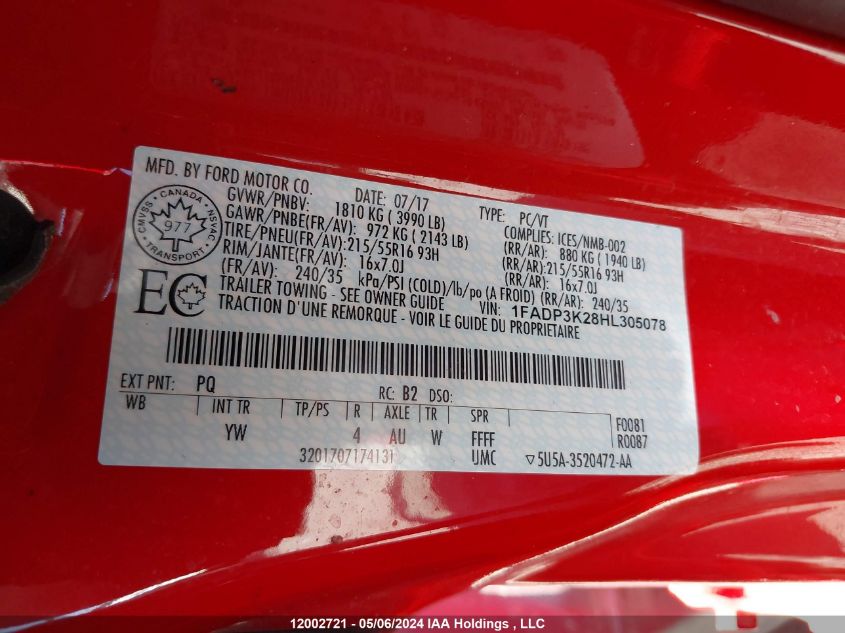 MFD. BY FORD MOTOR CO.
DATE: 07/17 TYPE: PC/VT
GVWR/PNBV: 1810 KG ( 3990 LB) COMPLIES: ICES/NMB-002
GAWR/PNBE(FR/AV): 972 KG ( 2143 LB) (RR/AR): 880 KG ( 1940 LB)
TIRE/PNEU(FR/AV):215/55R16 93H (RR/AR):215/55R16 93H
RIM/JANTE(FR/AV): 16x7.0J (RR/AR): 16x7.0J
(FR/AV): 240/35 kPa/PSI (COLD)/lb/po (A FROID) (RR/AR): 240/35
TRAILER TOWING - SEE OWNER GUIDE VIN: 1FADP3K28HL305078
TRACTION D'UNE REMORQUE - VOIR LE GUIDE DU PROPRIETAIRE
CMVSS · CANADA · NSVAC
977
TRANSPORT
EC
EXT PNT: PQ RC: B2 DSO:
WB INT TR TP/PS R AXLE TR SPR F0081
YW 4 AU W FFFF R0087
3201707174131 UMC ▽5U5A-3520472-AA
12002721 - 05/06/2024 IAA Holdings , LLC